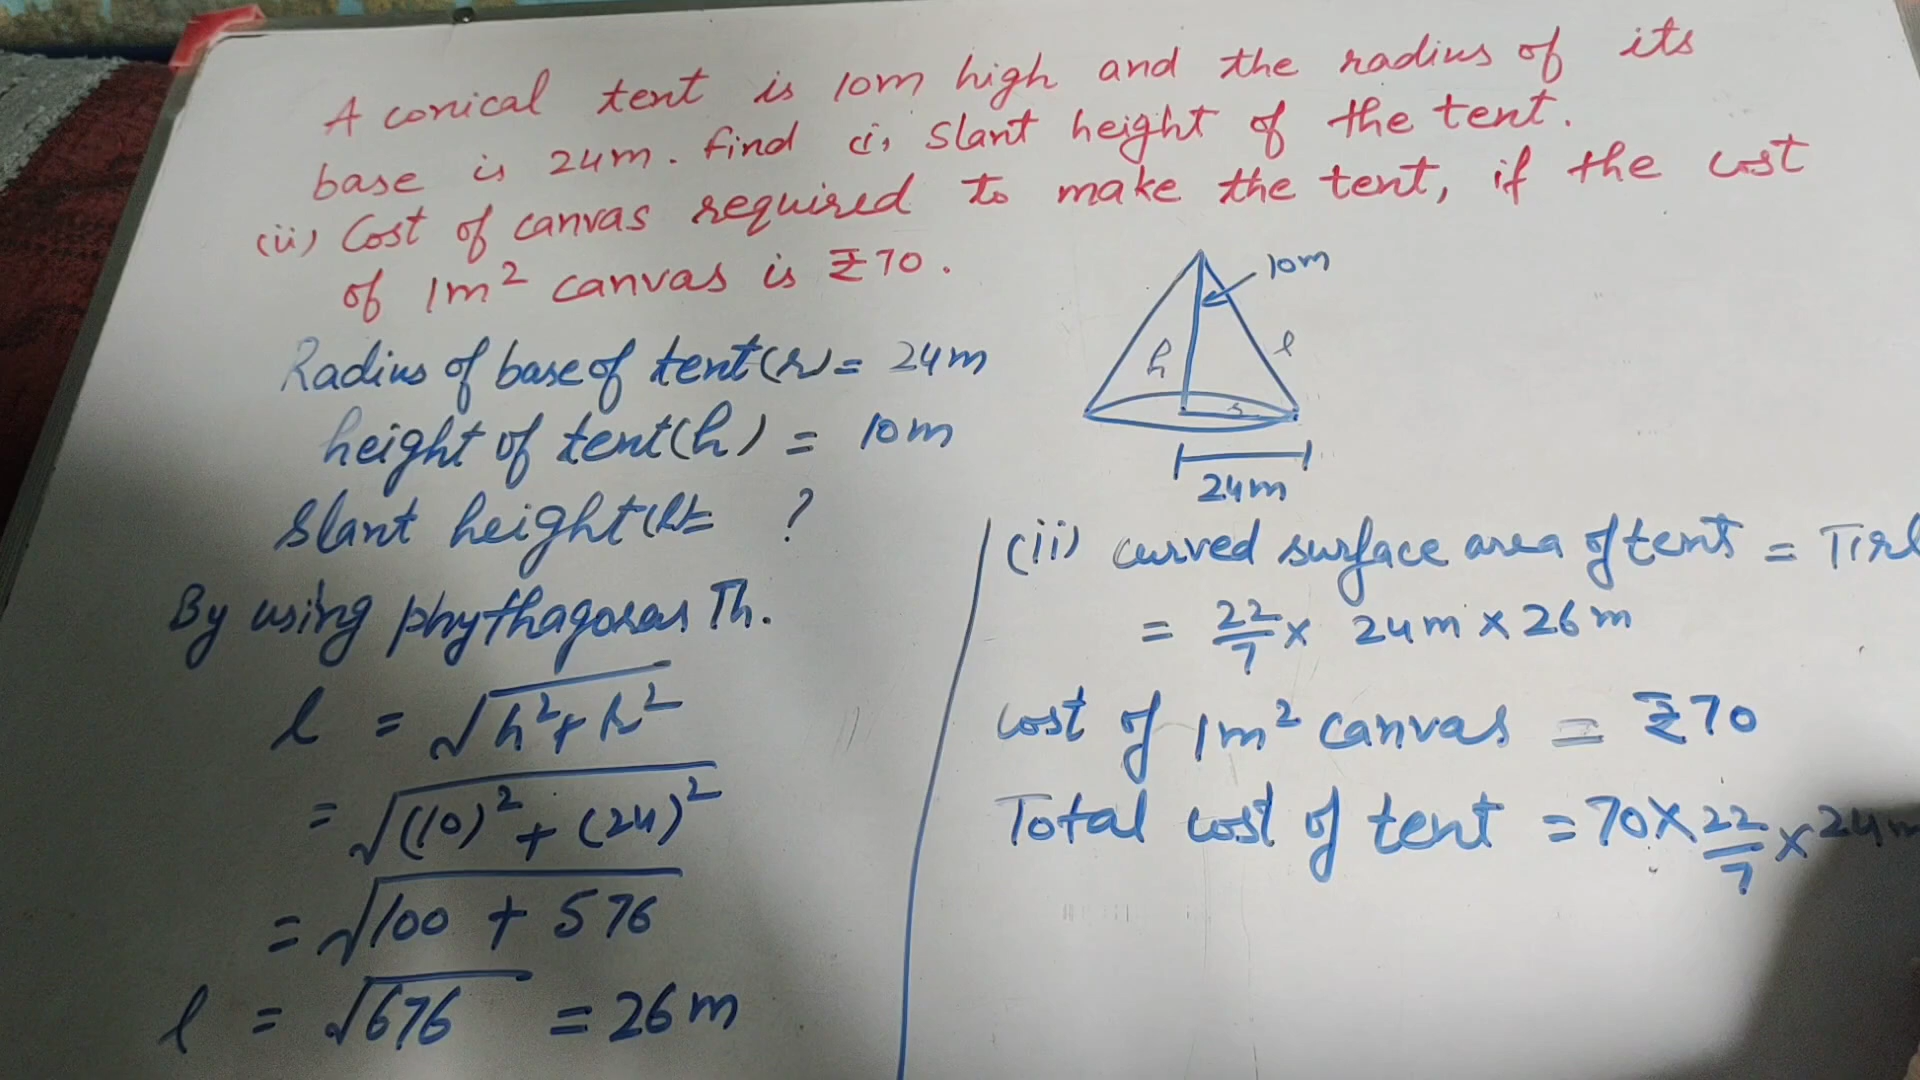 A conical tent is 10m high and the radius of its
base is 24m. find (i) Slant height of the tent.
(ii) Cost of canvas required to make the tent, if the cost
of 1m² canvas is ₹70.
10m
h
l
r
24m
Radius of base of tent(r) = 24m
height of tent(h) = 10m
Slant height(l)= ?
By using phythagoras Th.
l = √h²+r²
= √(10)² + (24)²
= √100 + 576
l = √676 = 26m
(ii) curved surface area of tent = πrl
= 22/7 × 24m × 26m
cost of 1m² canvas = ₹70
Total cost of tent = 70 × 22/7 × 24m